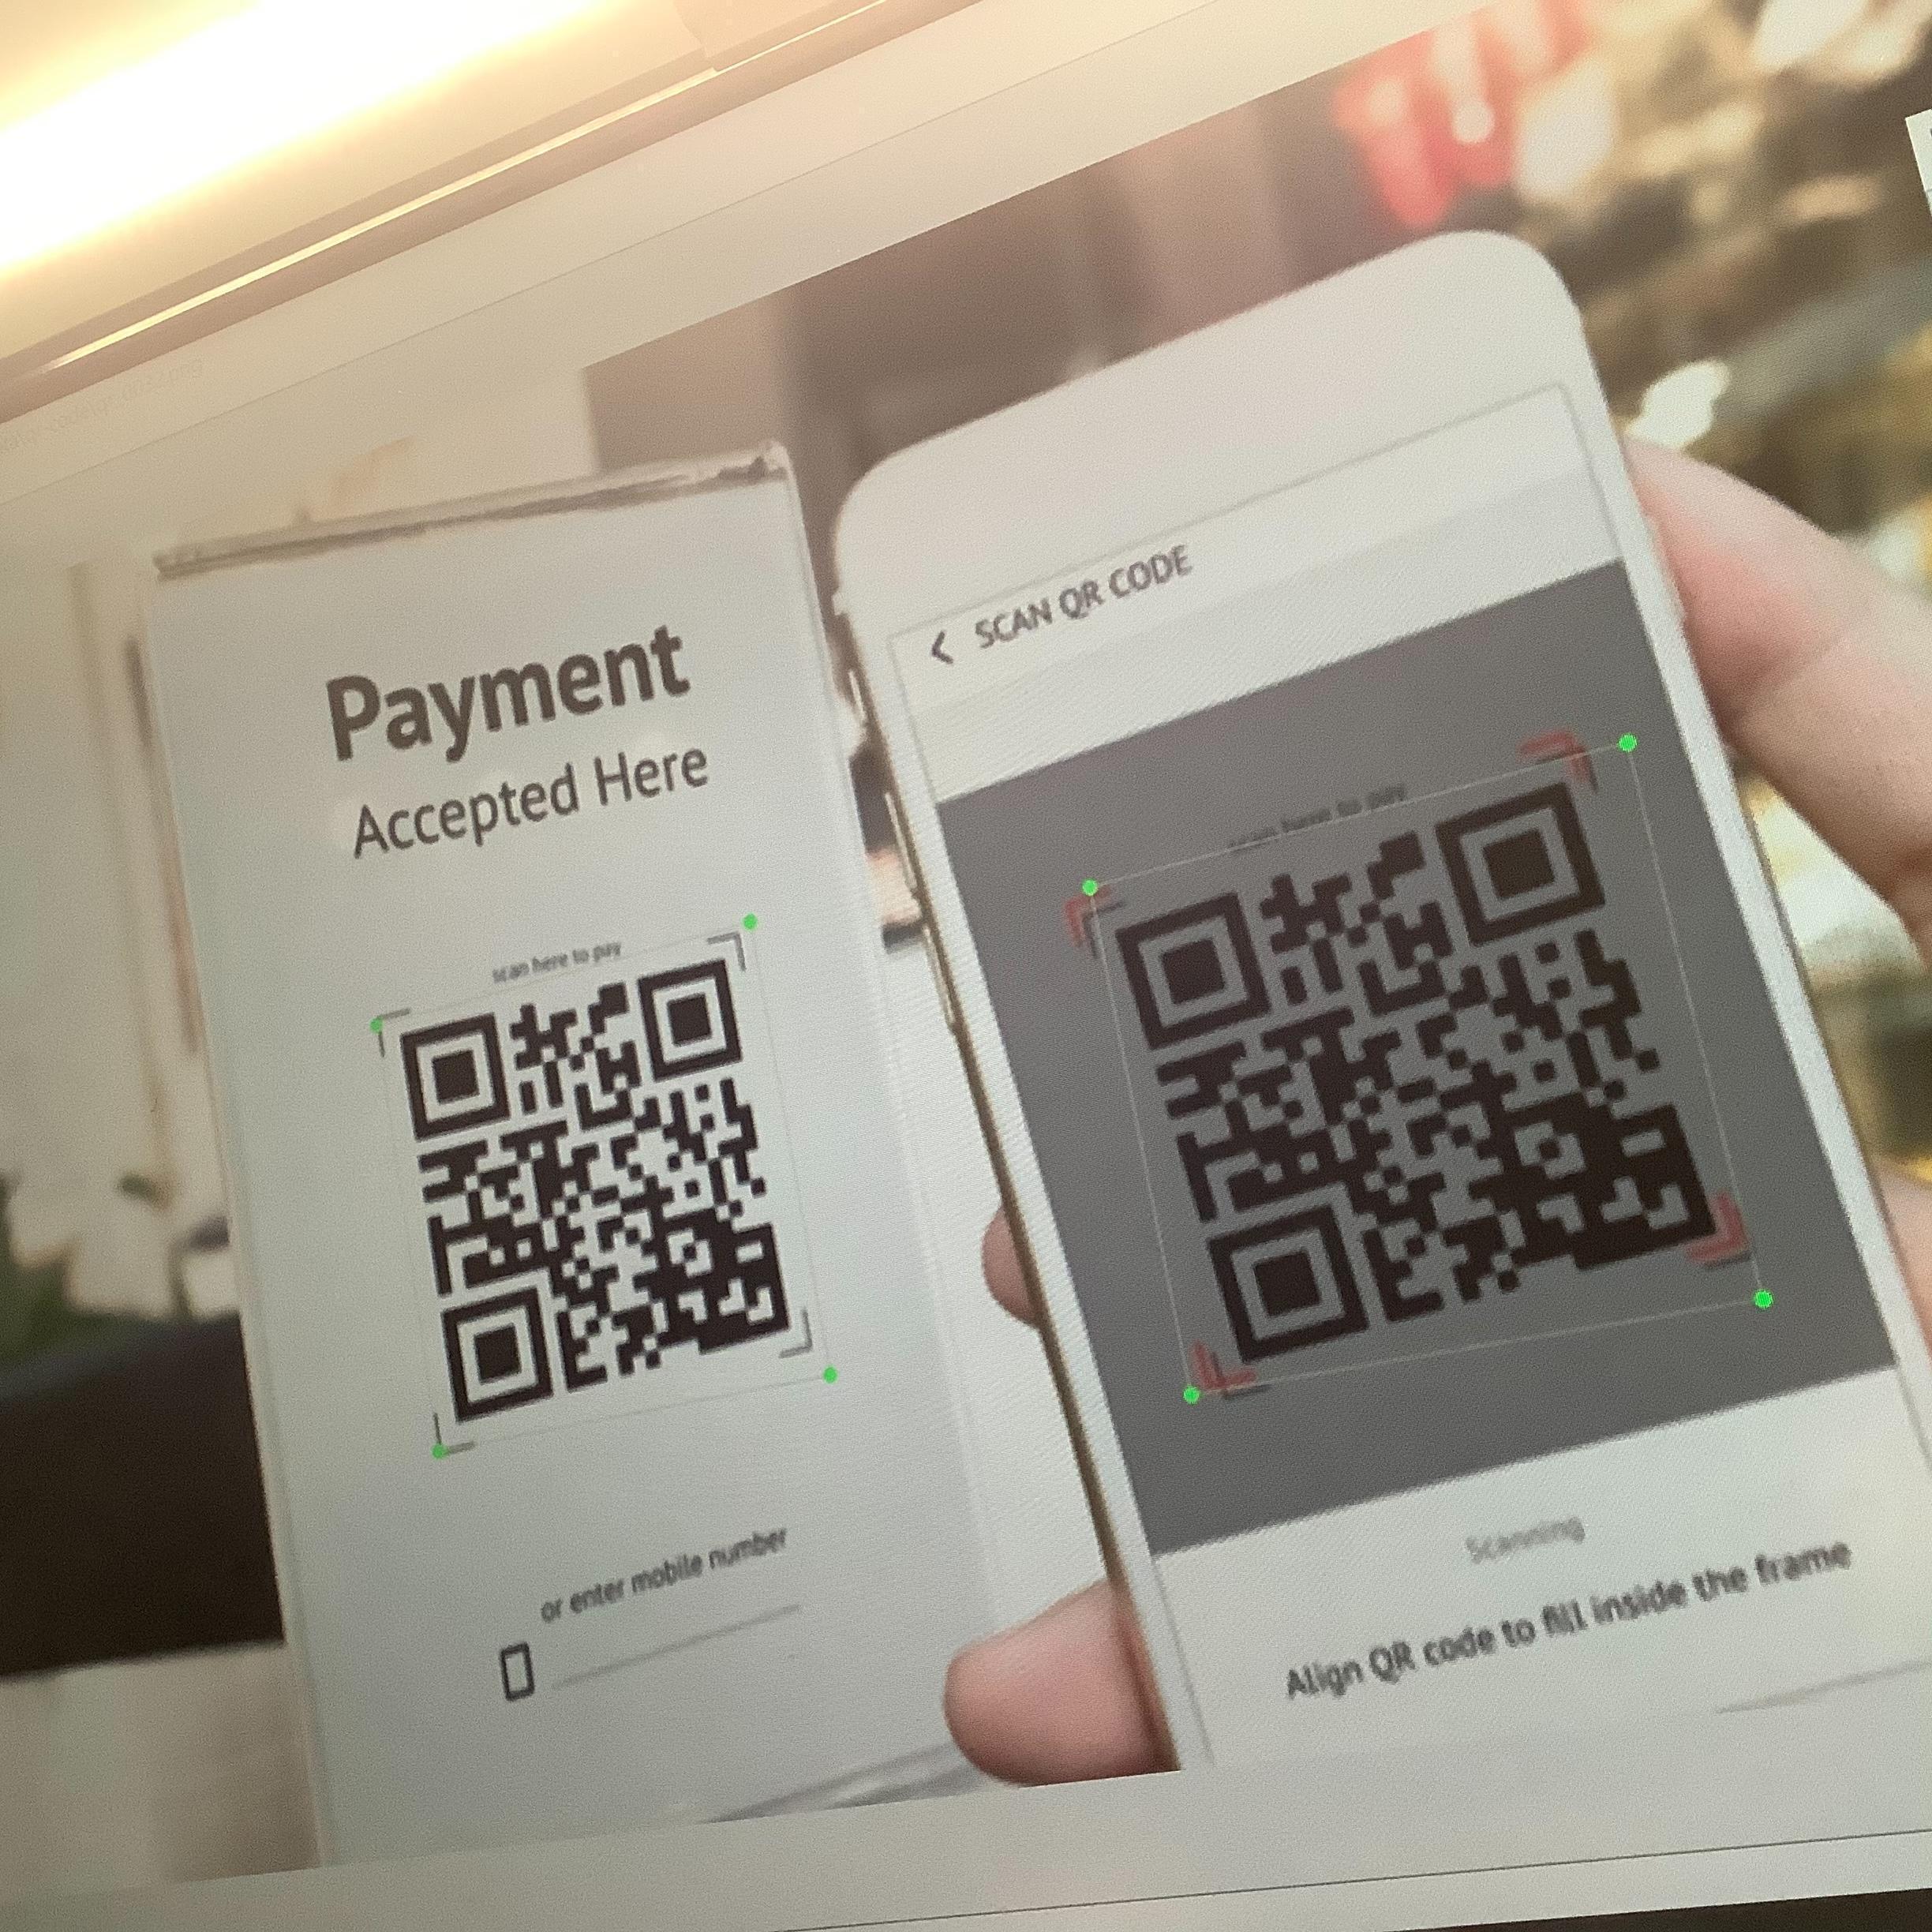 Payment
Accepted Here
scan here to pay
or enter mobile number
SCAN QR CODE
scan here to pay
Scanning
Align QR code to fill inside the frame